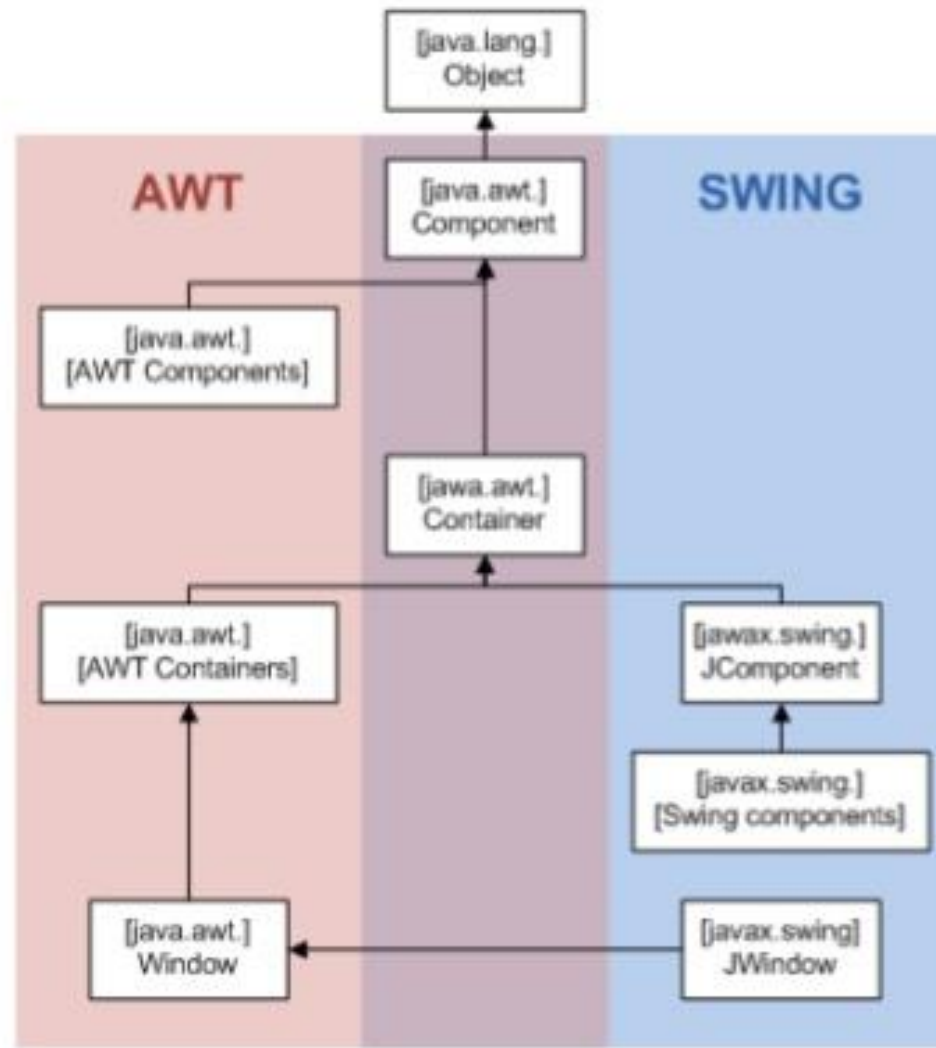 [java.lang.]
Object
AWT
[java.awt.]
Component
SWING
[java.awt.]
[AWT Components]
[jawa.awt.]
Container
[java.awt.]
[AWT Containers]
[jawax.swing.]
JComponent
[javax.swing.]
[Swing components]
[java.awt.]
Window
[javax.swing]
JWindow